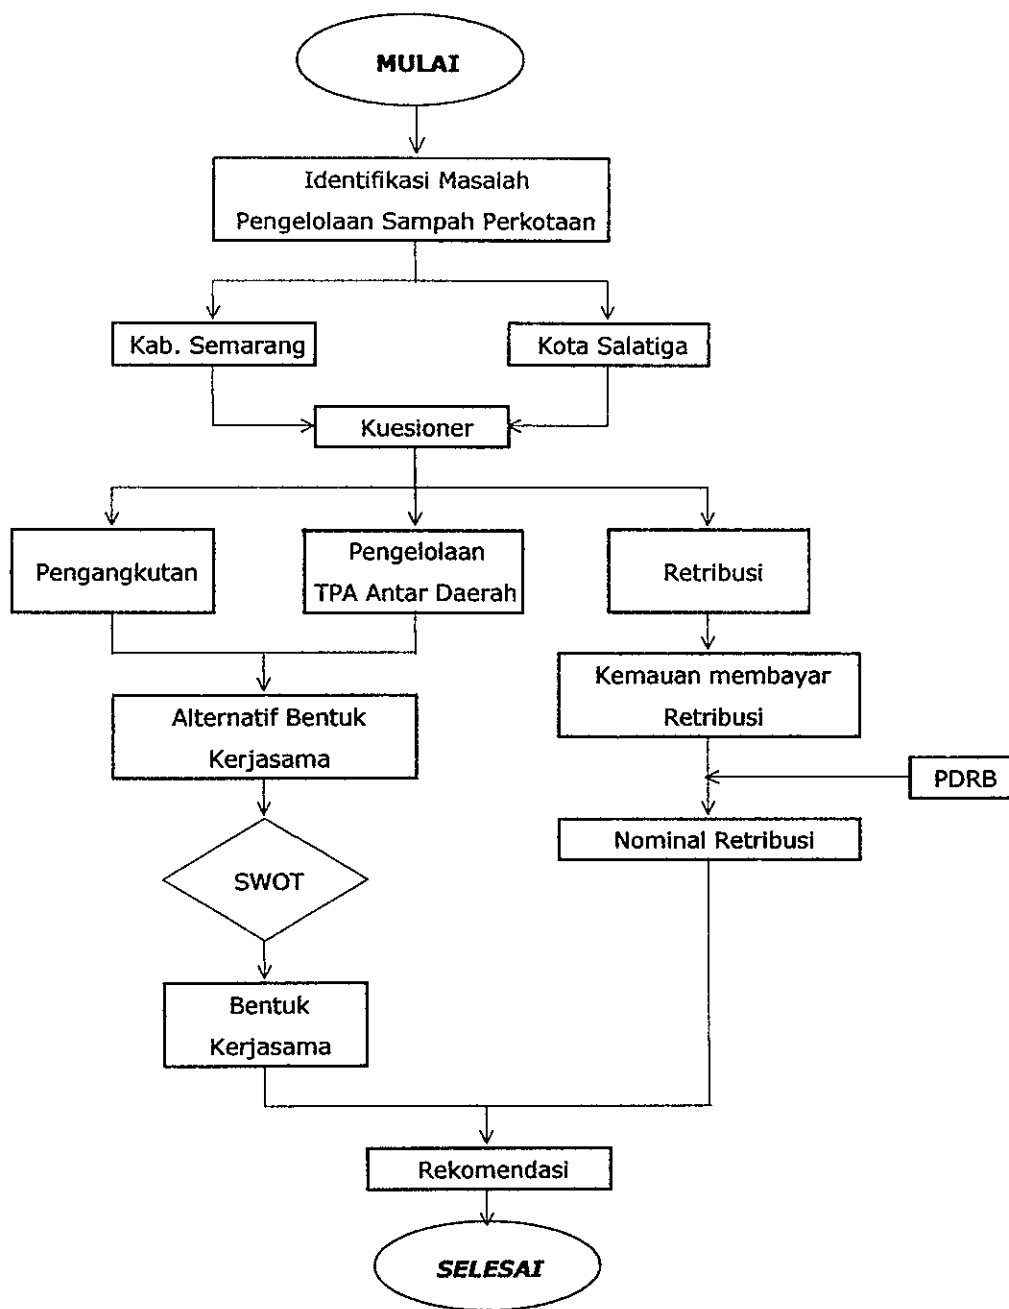 MULAI
Identifikasi Masalah
Pengelolaan Sampah Perkotaan
Kab. Semarang
Kota Salatiga
Kuesioner
Pengangkutan
Pengelolaan
TPA Antar Daerah
Retribusi
Alternatif Bentuk
Kerjasama
Kemauan membayar
Retribusi
PDRB
Nominal Retribusi
SWOT
Bentuk
Kerjasama
Rekomendasi
SELESAI